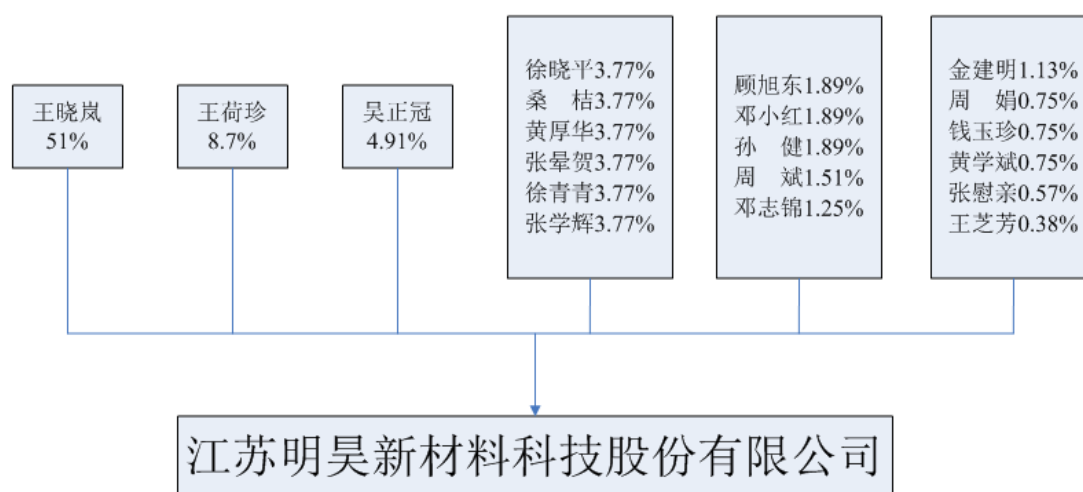 王晓岚
51%
王荷珍
8.7%
吴正冠
4.91%
徐晓平3.77%
桑 桔3.77%
黄厚华3.77%
张晕贺3.77%
徐青青3.77%
张学辉3.77%
顾旭东1.89%
邓小红1.89%
孙 健1.89%
周 斌1.51%
邓志锦1.25%
金建明1.13%
周 娟0.75%
钱玉珍0.75%
黄学斌0.75%
张慰亲0.57%
王芝芳0.38%
江苏明昊新材料科技股份有限公司